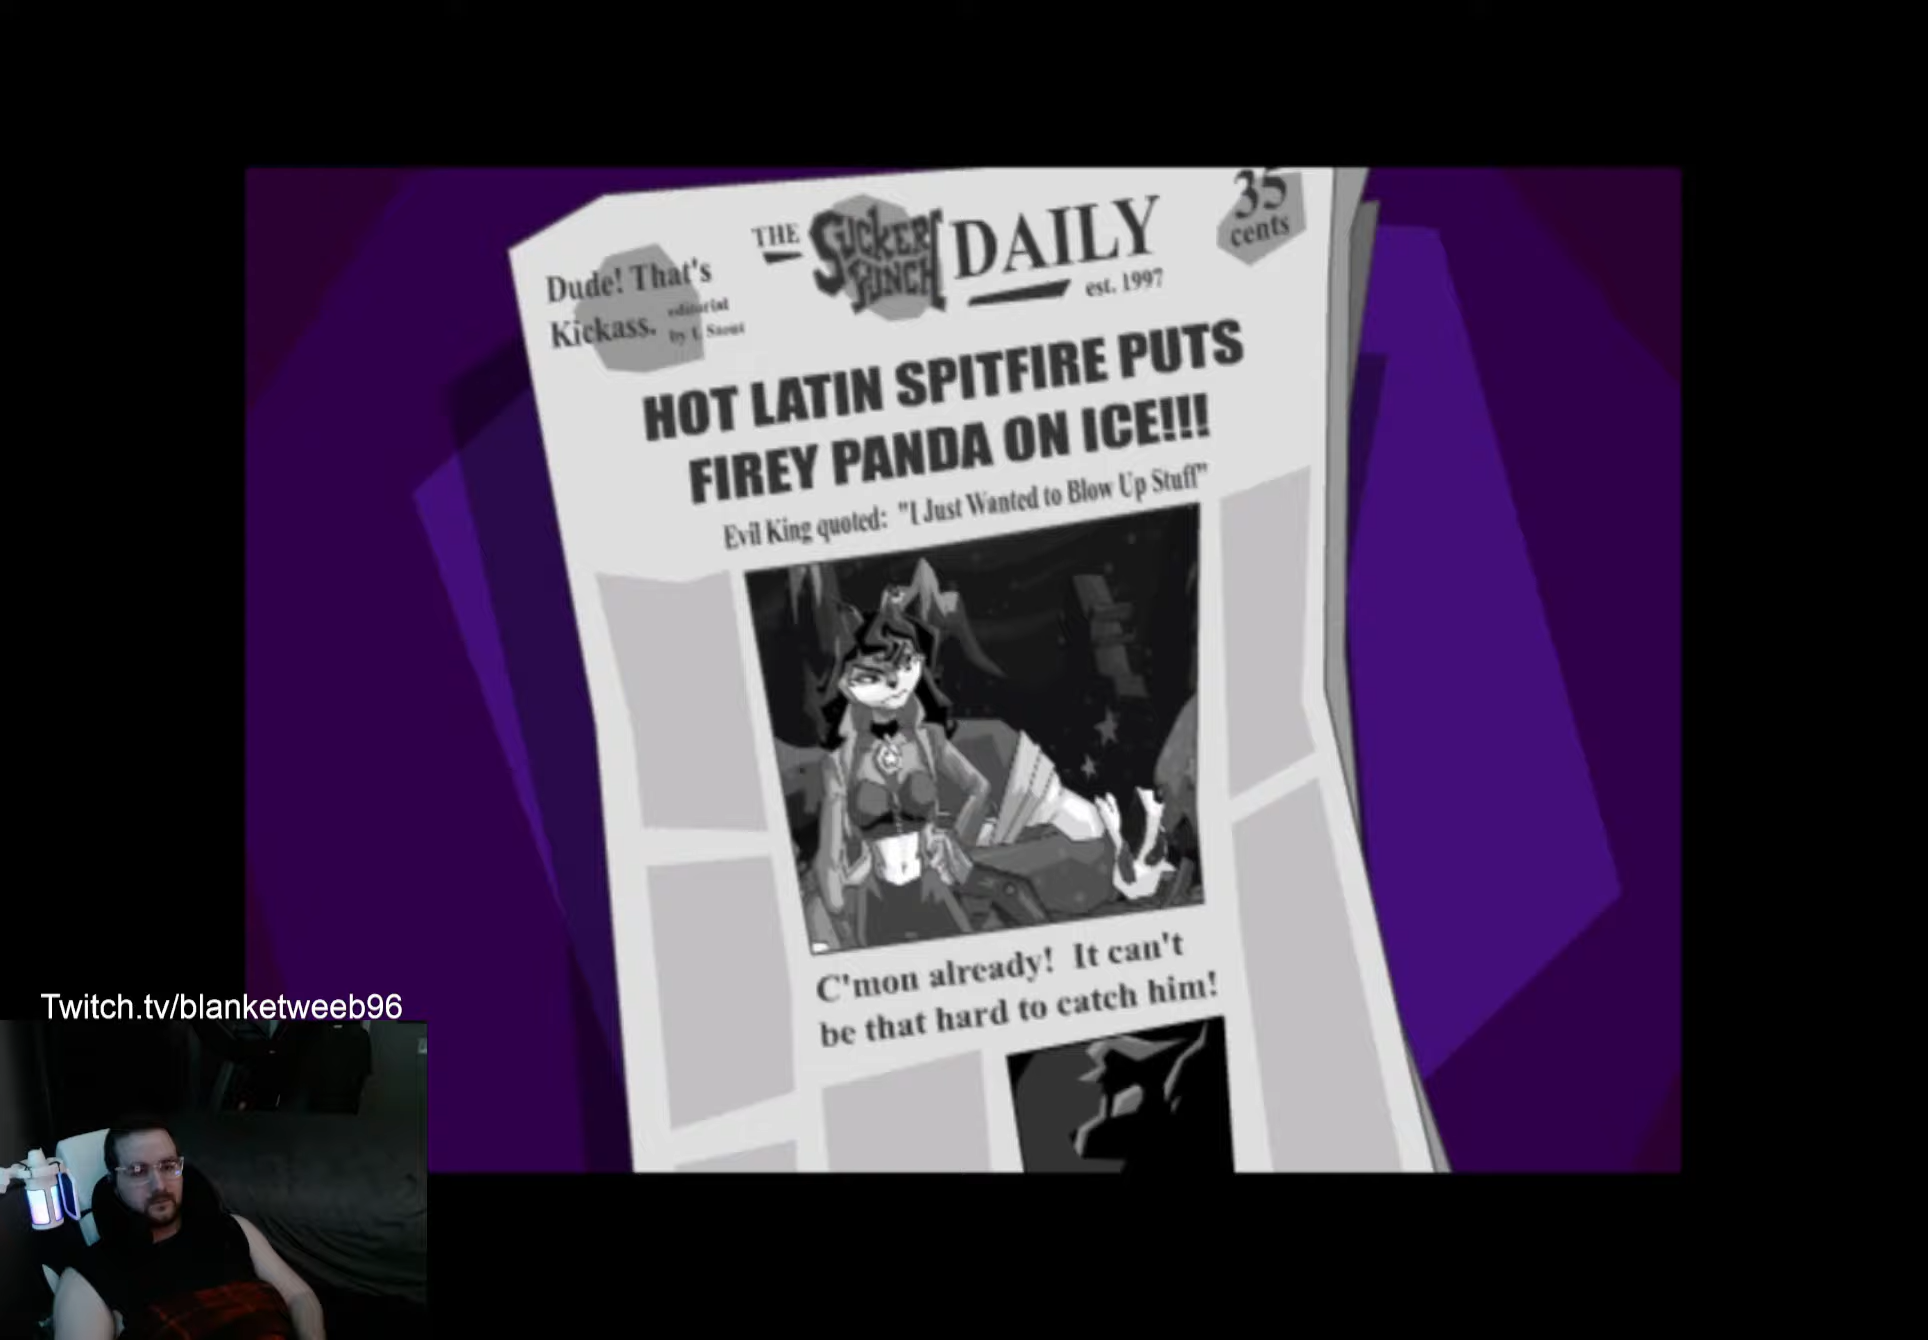 35
cents
THE SUCKER PUNCH DAILY
est. 1997
Dude! That's
Kickass.
editorial
HOT LATIN SPITFIRE PUTS
FIREY PANDA ON ICE!!!
Evil King quoted: "I Just Wanted to Blow Up Stuff"
C'mon already! It can't
be that hard to catch him!
Twitch.tv/blanketweeb96